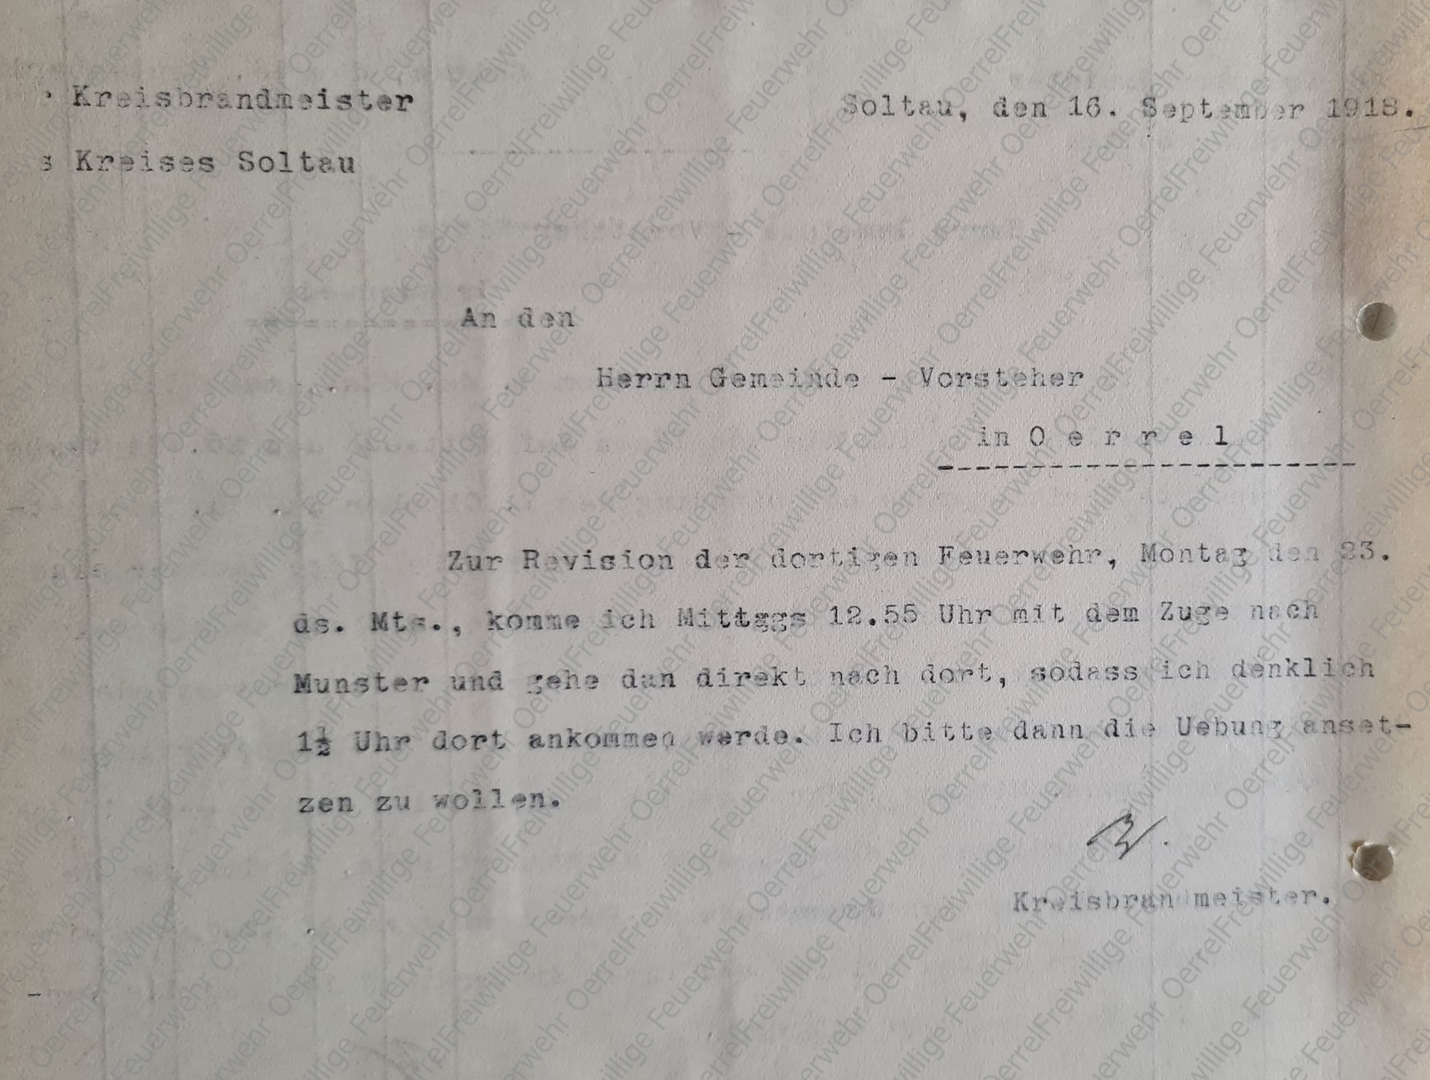 Kreisbrandmeister
Soltau, den 16. September 1918.
s Kreises Soltau
An den
Herrn Gemeinde - Vorsteher
in O e r r e l
Zur Revision der dortigen Feuerwehr, Montag den 23.
ds. Mts., komme ich Mittggs 12.55 Uhr mit dem Zuge nach
Munster und gehe dan direkt nach dort, sodass ich denklich
1½ Uhr dort ankommen werde. Ich bitte dann die Uebung anset-
zen zu wollen.
Kreisbrandmeister.
Freiwillige Feuerwehr Oerrel